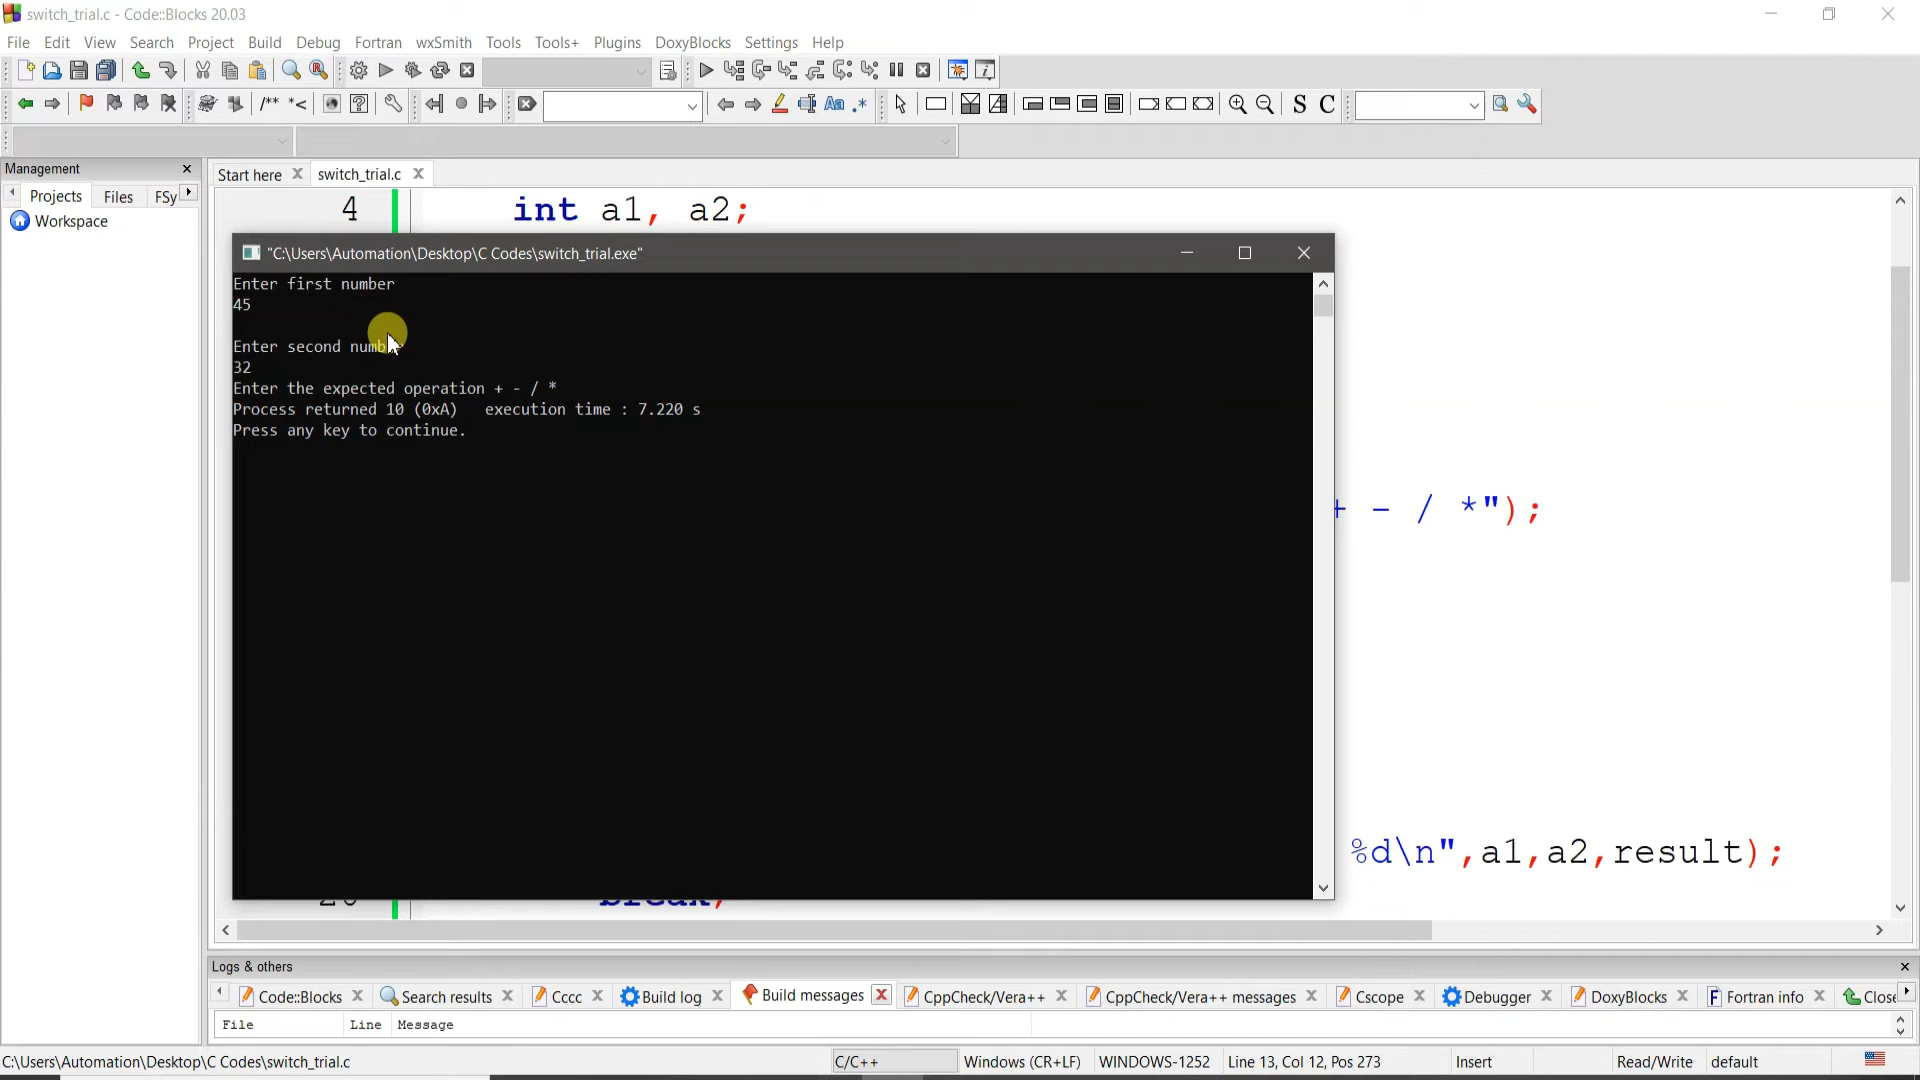 switch_trial.c - Code::Blocks 20.03
File Edit View Search Project Build Debug Fortran wxSmith Tools Tools+ Plugins DoxyBlocks Settings Help
/** *< Aa .* S C
Management
Start here switch_trial.c
Projects Files FSy
Workspace
4 int a1, a2;
"C:\Users\Automation\Desktop\C Codes\switch_trial.exe"
Enter first number
45
Enter second
32
Enter the expected operation + - / *
Process returned 10 (0xA) execution time : 7.220 s
Press any key to continue.
+ - / *");
%d\n",a1,a2,result);
break;
Logs & others
Code::Blocks Search results Cccc Build log Build messages CppCheck/Vera++ CppCheck/Vera++ messages Cscope Debugger DoxyBlocks Fortran info Close
File Line Message
C:\Users\Automation\Desktop\C Codes\switch_trial.c C/C++ Windows (CR+LF) WINDOWS-1252 Line 13, Col 12, Pos 273 Insert Read/Write default